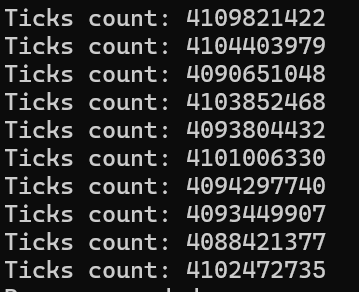 Ticks count: 4109821422
Ticks count: 4104403979
Ticks count: 4090651048
Ticks count: 4103852468
Ticks count: 4093804432
Ticks count: 4101006330
Ticks count: 4094297740
Ticks count: 4093449907
Ticks count: 4088421377
Ticks count: 4102472735